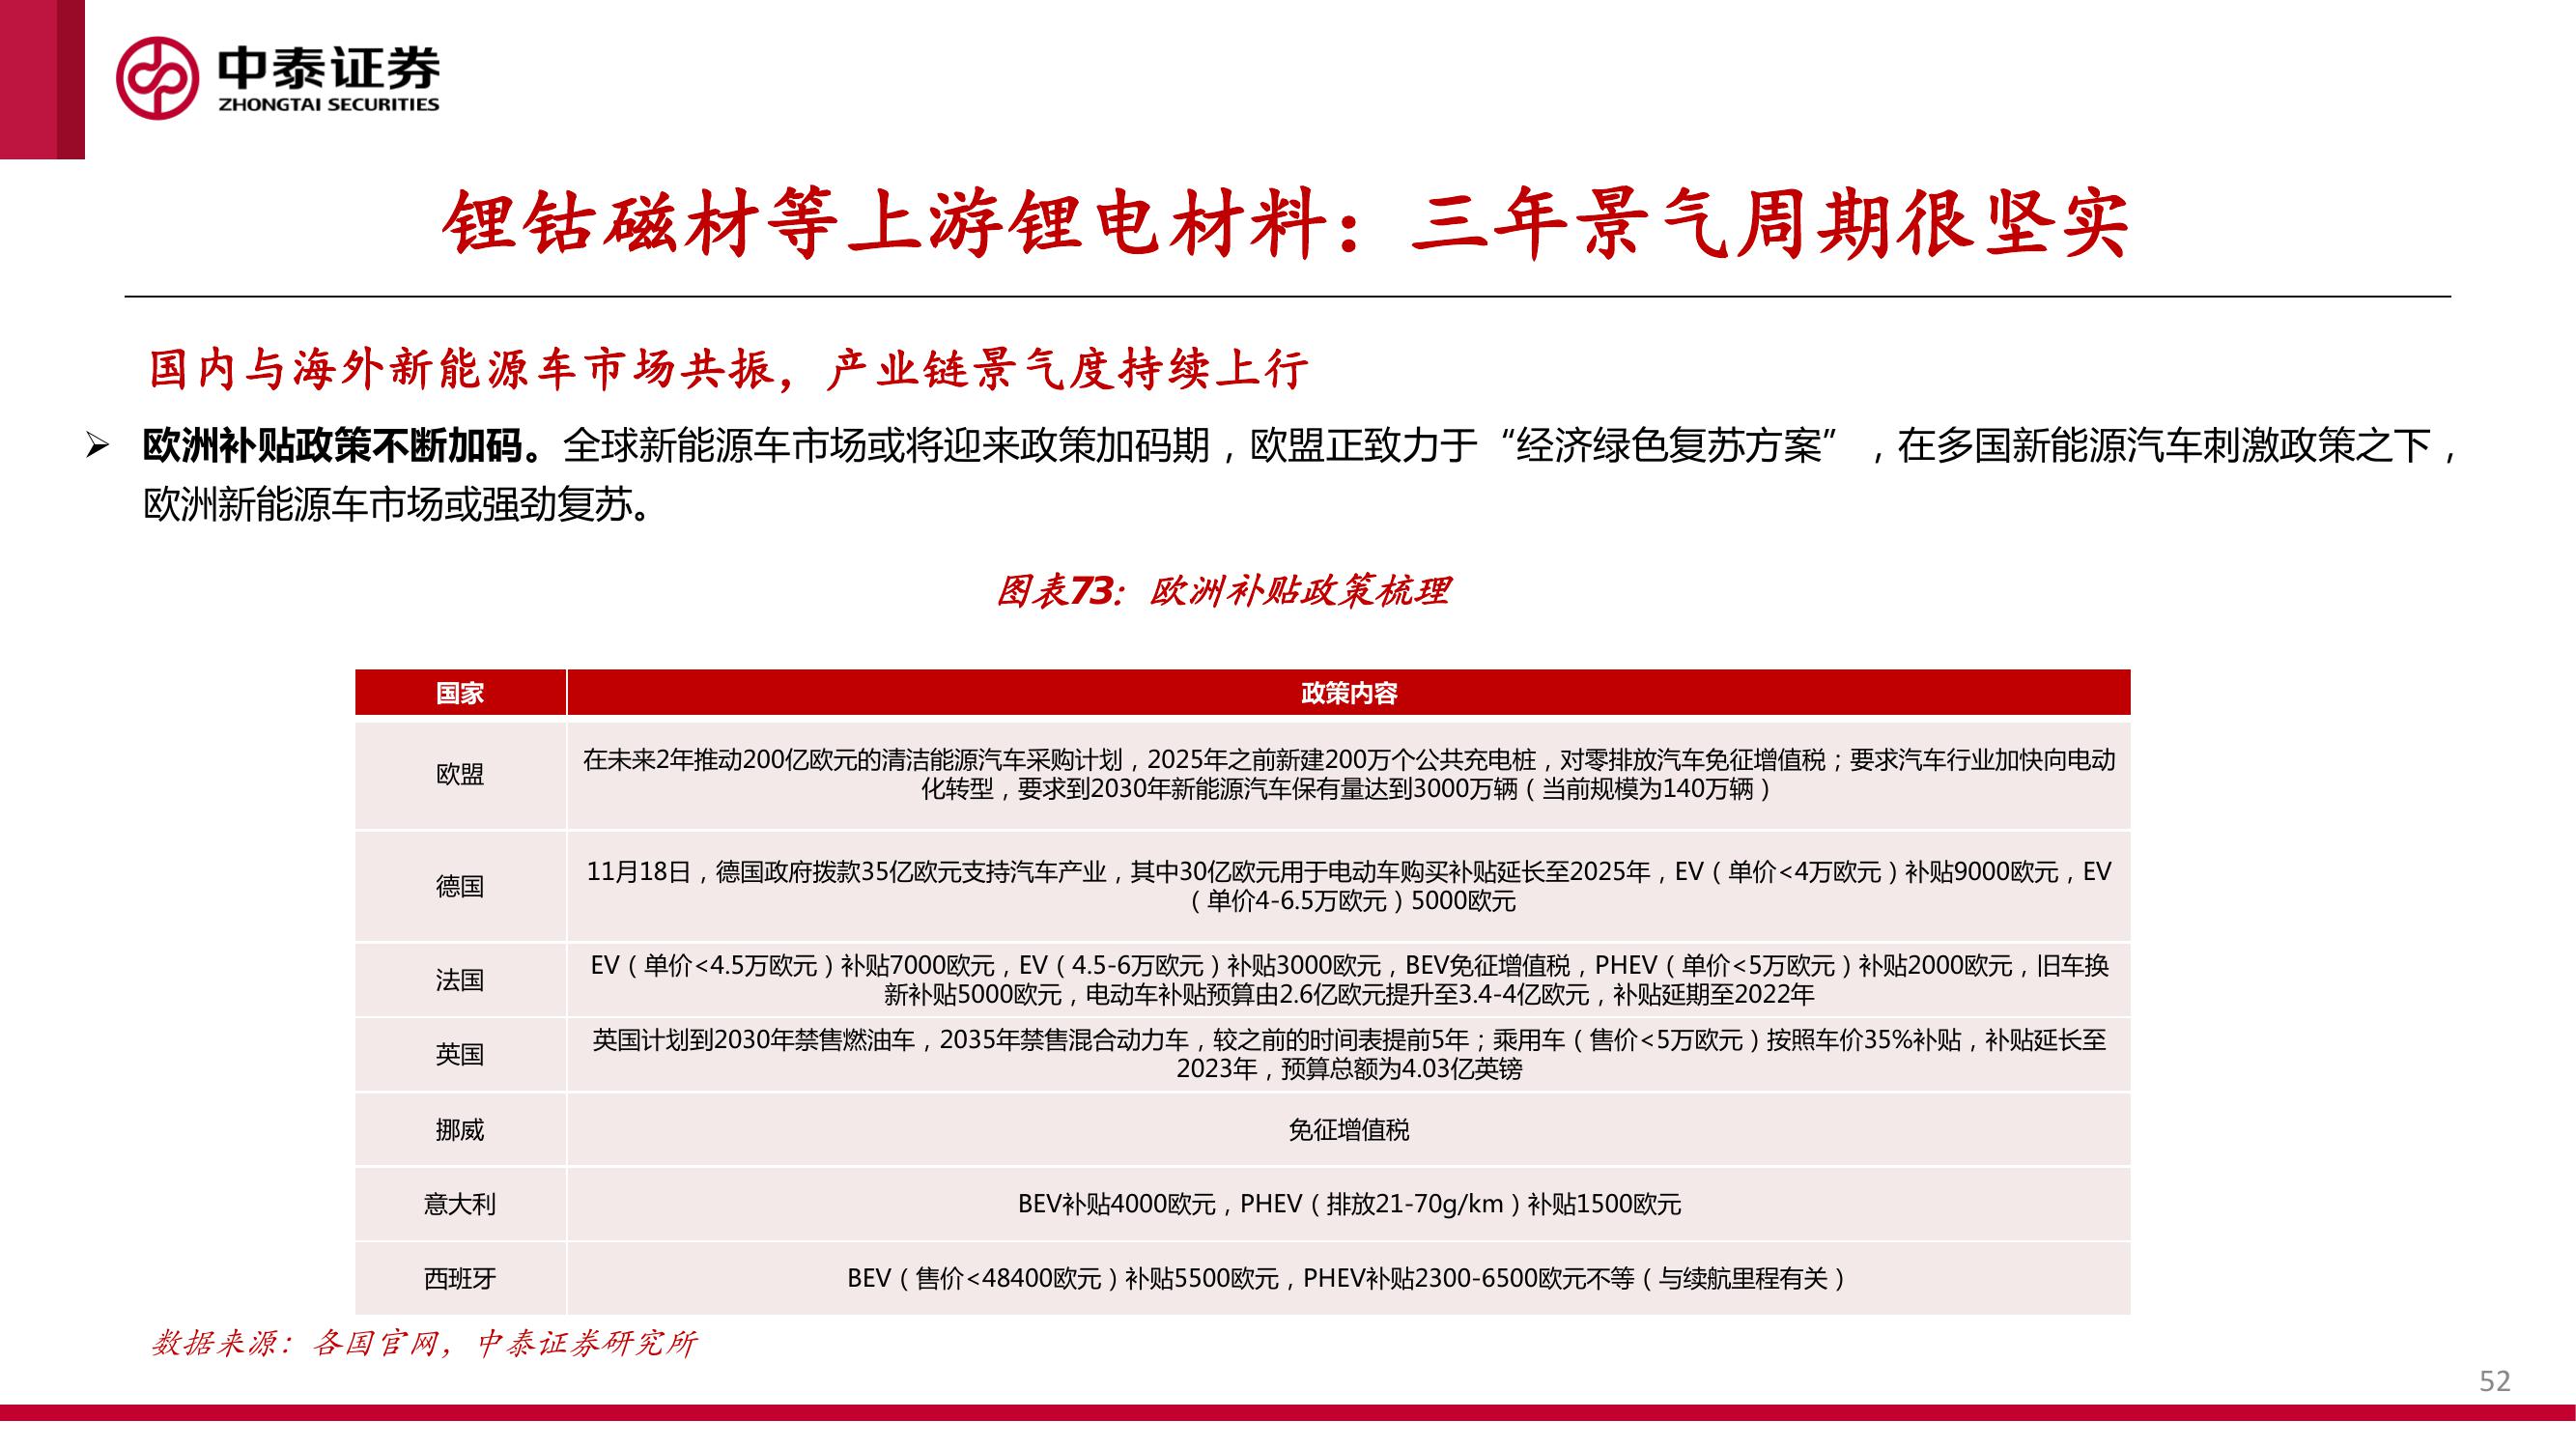 中泰证券
ZHONGTAI SECURITIES
锂钴磁材等上游锂电材料：三年景气周期很坚实
国内与海外新能源车市场共振，产业链景气度持续上行
➢ 欧洲补贴政策不断加码。全球新能源车市场或将迎来政策加码期，欧盟正致力于“经济绿色复苏方案”，在多国新能源汽车刺激政策之下，
欧洲新能源车市场或强劲复苏。
图表73：欧洲补贴政策梳理
国家 政策内容
欧盟
在未来2年推动200亿欧元的清洁能源汽车采购计划，2025年之前新建200万个公共充电桩，对零排放汽车免征增值税；要求汽车行业加快向电动
化转型，要求到2030年新能源汽车保有量达到3000万辆（当前规模为140万辆）
德国
11月18日，德国政府拨款35亿欧元支持汽车产业，其中30亿欧元用于电动车购买补贴延长至2025年，EV（单价<4万欧元）补贴9000欧元，EV
（单价4-6.5万欧元）5000欧元
法国
EV（单价<4.5万欧元）补贴7000欧元，EV（4.5-6万欧元）补贴3000欧元，BEV免征增值税，PHEV（单价<5万欧元）补贴2000欧元，旧车换
新补贴5000欧元，电动车补贴预算由2.6亿欧元提升至3.4-4亿欧元，补贴延期至2022年
英国
英国计划到2030年禁售燃油车，2035年禁售混合动力车，较之前的时间表提前5年；乘用车（售价<5万欧元）按照车价35%补贴，补贴延长至
2023年，预算总额为4.03亿英镑
挪威 免征增值税
意大利 BEV补贴4000欧元，PHEV（排放21-70g/km）补贴1500欧元
西班牙 BEV（售价<48400欧元）补贴5500欧元，PHEV补贴2300-6500欧元不等（与续航里程有关）
数据来源：各国官网，中泰证券研究所
52